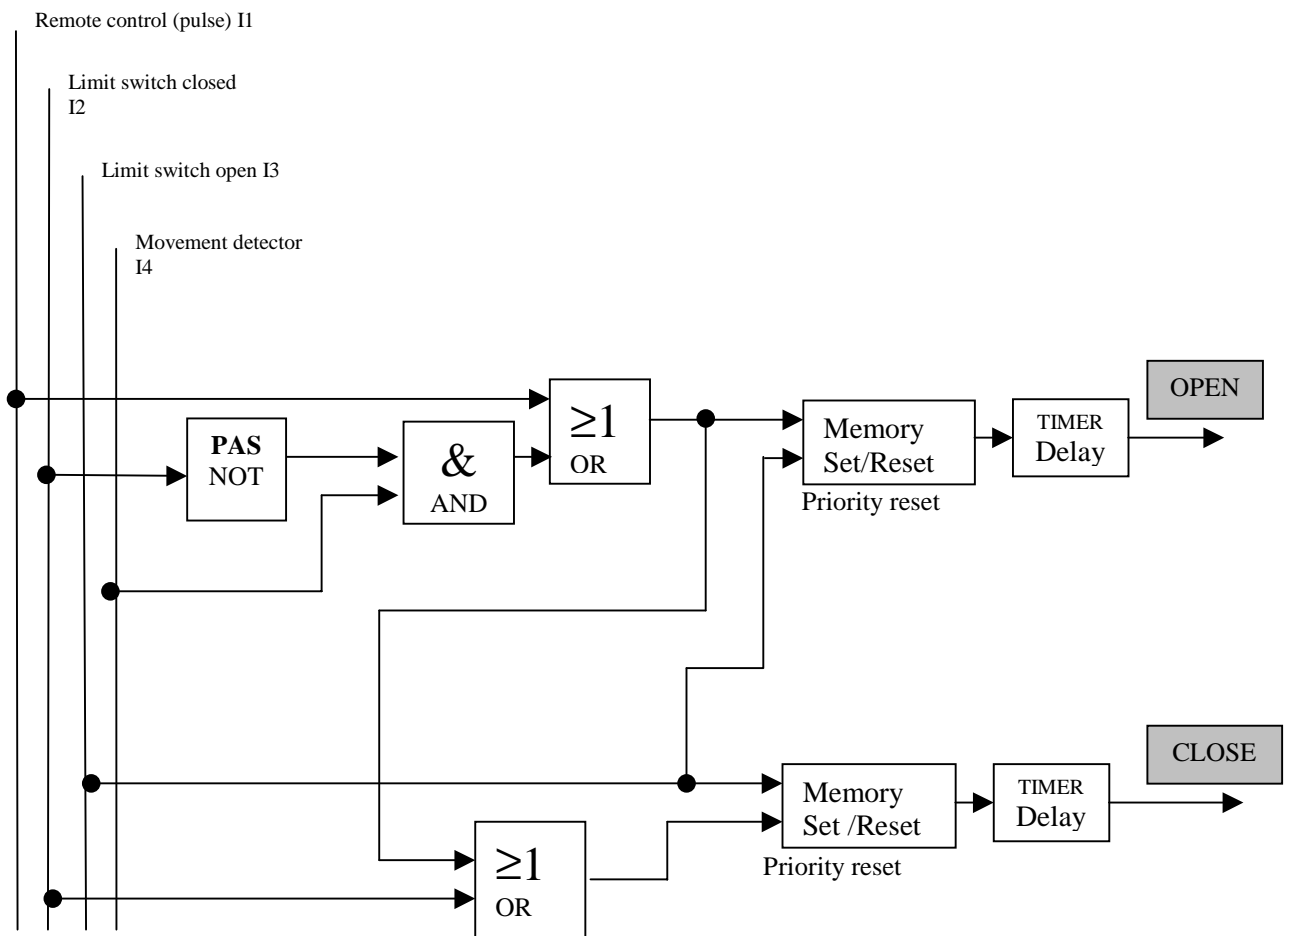 Remote control (pulse) I1
Limit switch closed
I2
Limit switch open I3
Movement detector
I4
OPEN
≥1
OR
PAS
NOT
&
AND
Memory
Set/Reset
Priority reset
TIMER
Delay
CLOSE
Memory
Set /Reset
Priority reset
TIMER
Delay
≥1
OR